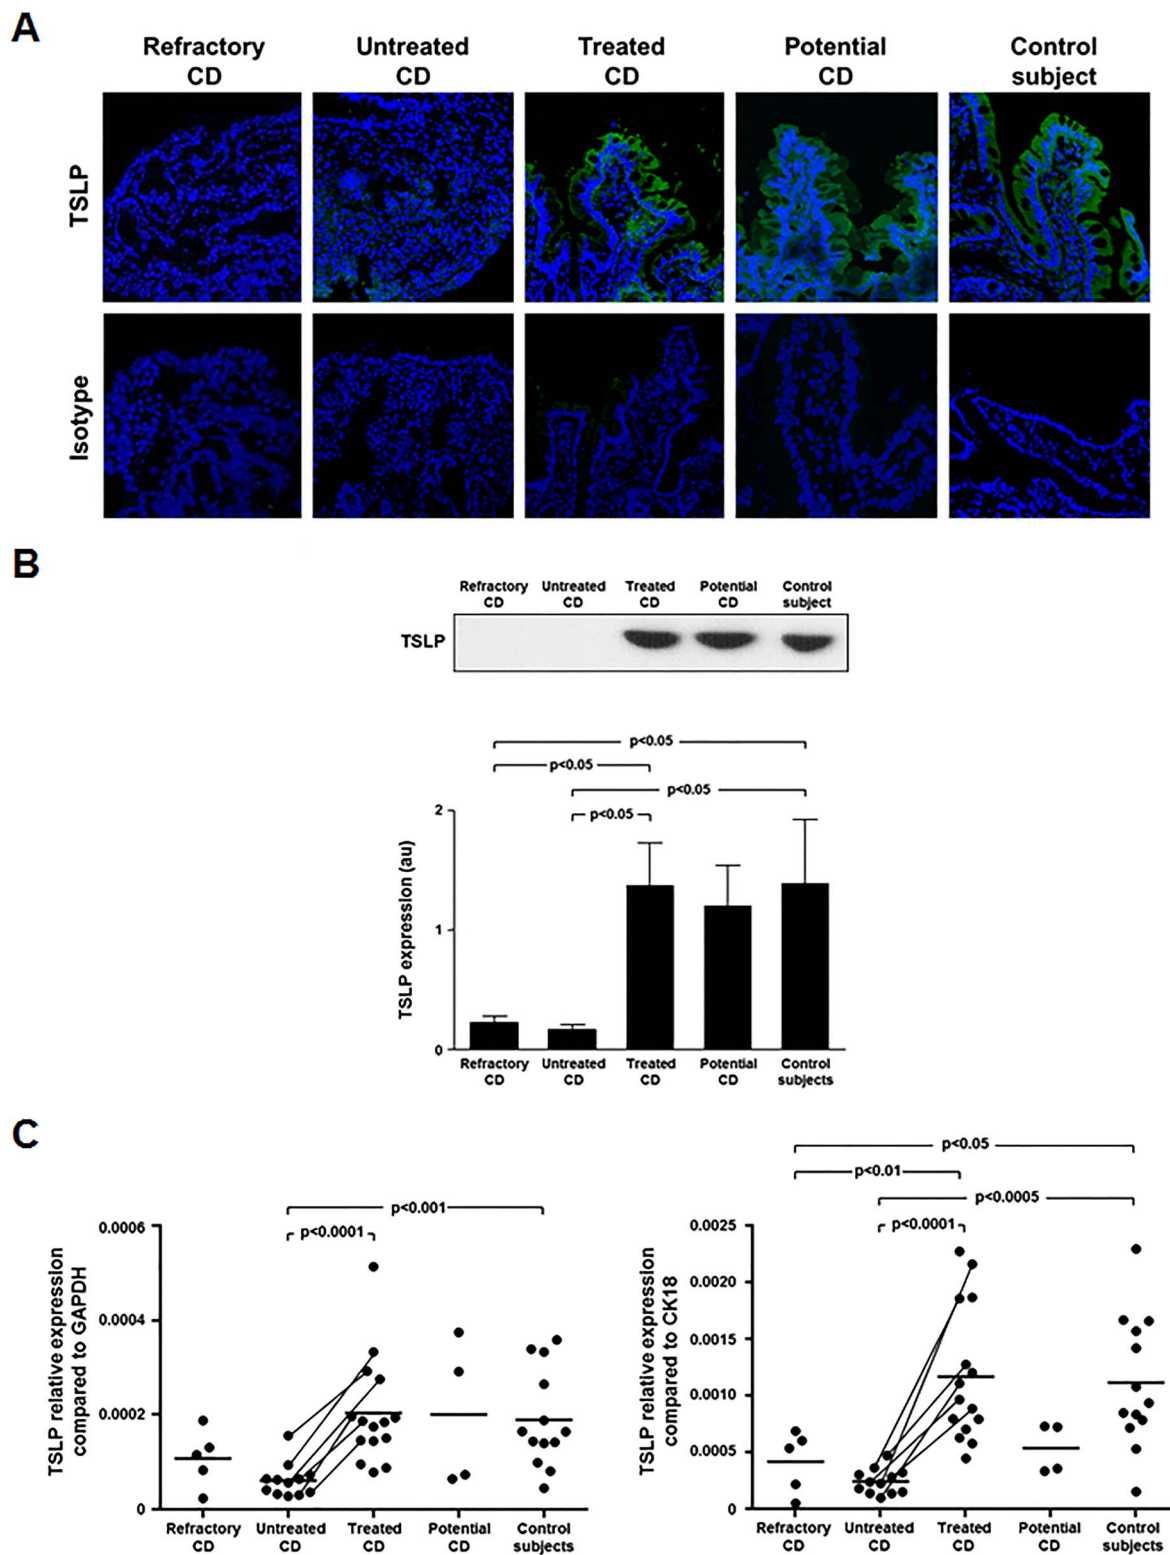 A
Refractory CD
Untreated CD
Treated CD
Potential CD
Control subject
TSLP
Isotype
B
Refractory CD
Untreated CD
Treated CD
Potential CD
Control subject
TSLP
p<0.05
p<0.05
p<0.05
p<0.05
TSLP expression (au)
2
1
0
Refractory CD
Untreated CD
Treated CD
Potential CD
Control subjects
C
p<0.001
p<0.0001
TSLP relative expression
compared to GAPDH
0.0006
0.0004
0.0002
0
Refractory CD
Untreated CD
Treated CD
Potential CD
Control subjects
p<0.05
p<0.01
p<0.0005
p<0.0001
TSLP relative expression
compared to CK18
0.0025
0.0020
0.0015
0.0010
0.0005
0
Refractory CD
Untreated CD
Treated CD
Potential CD
Control subjects